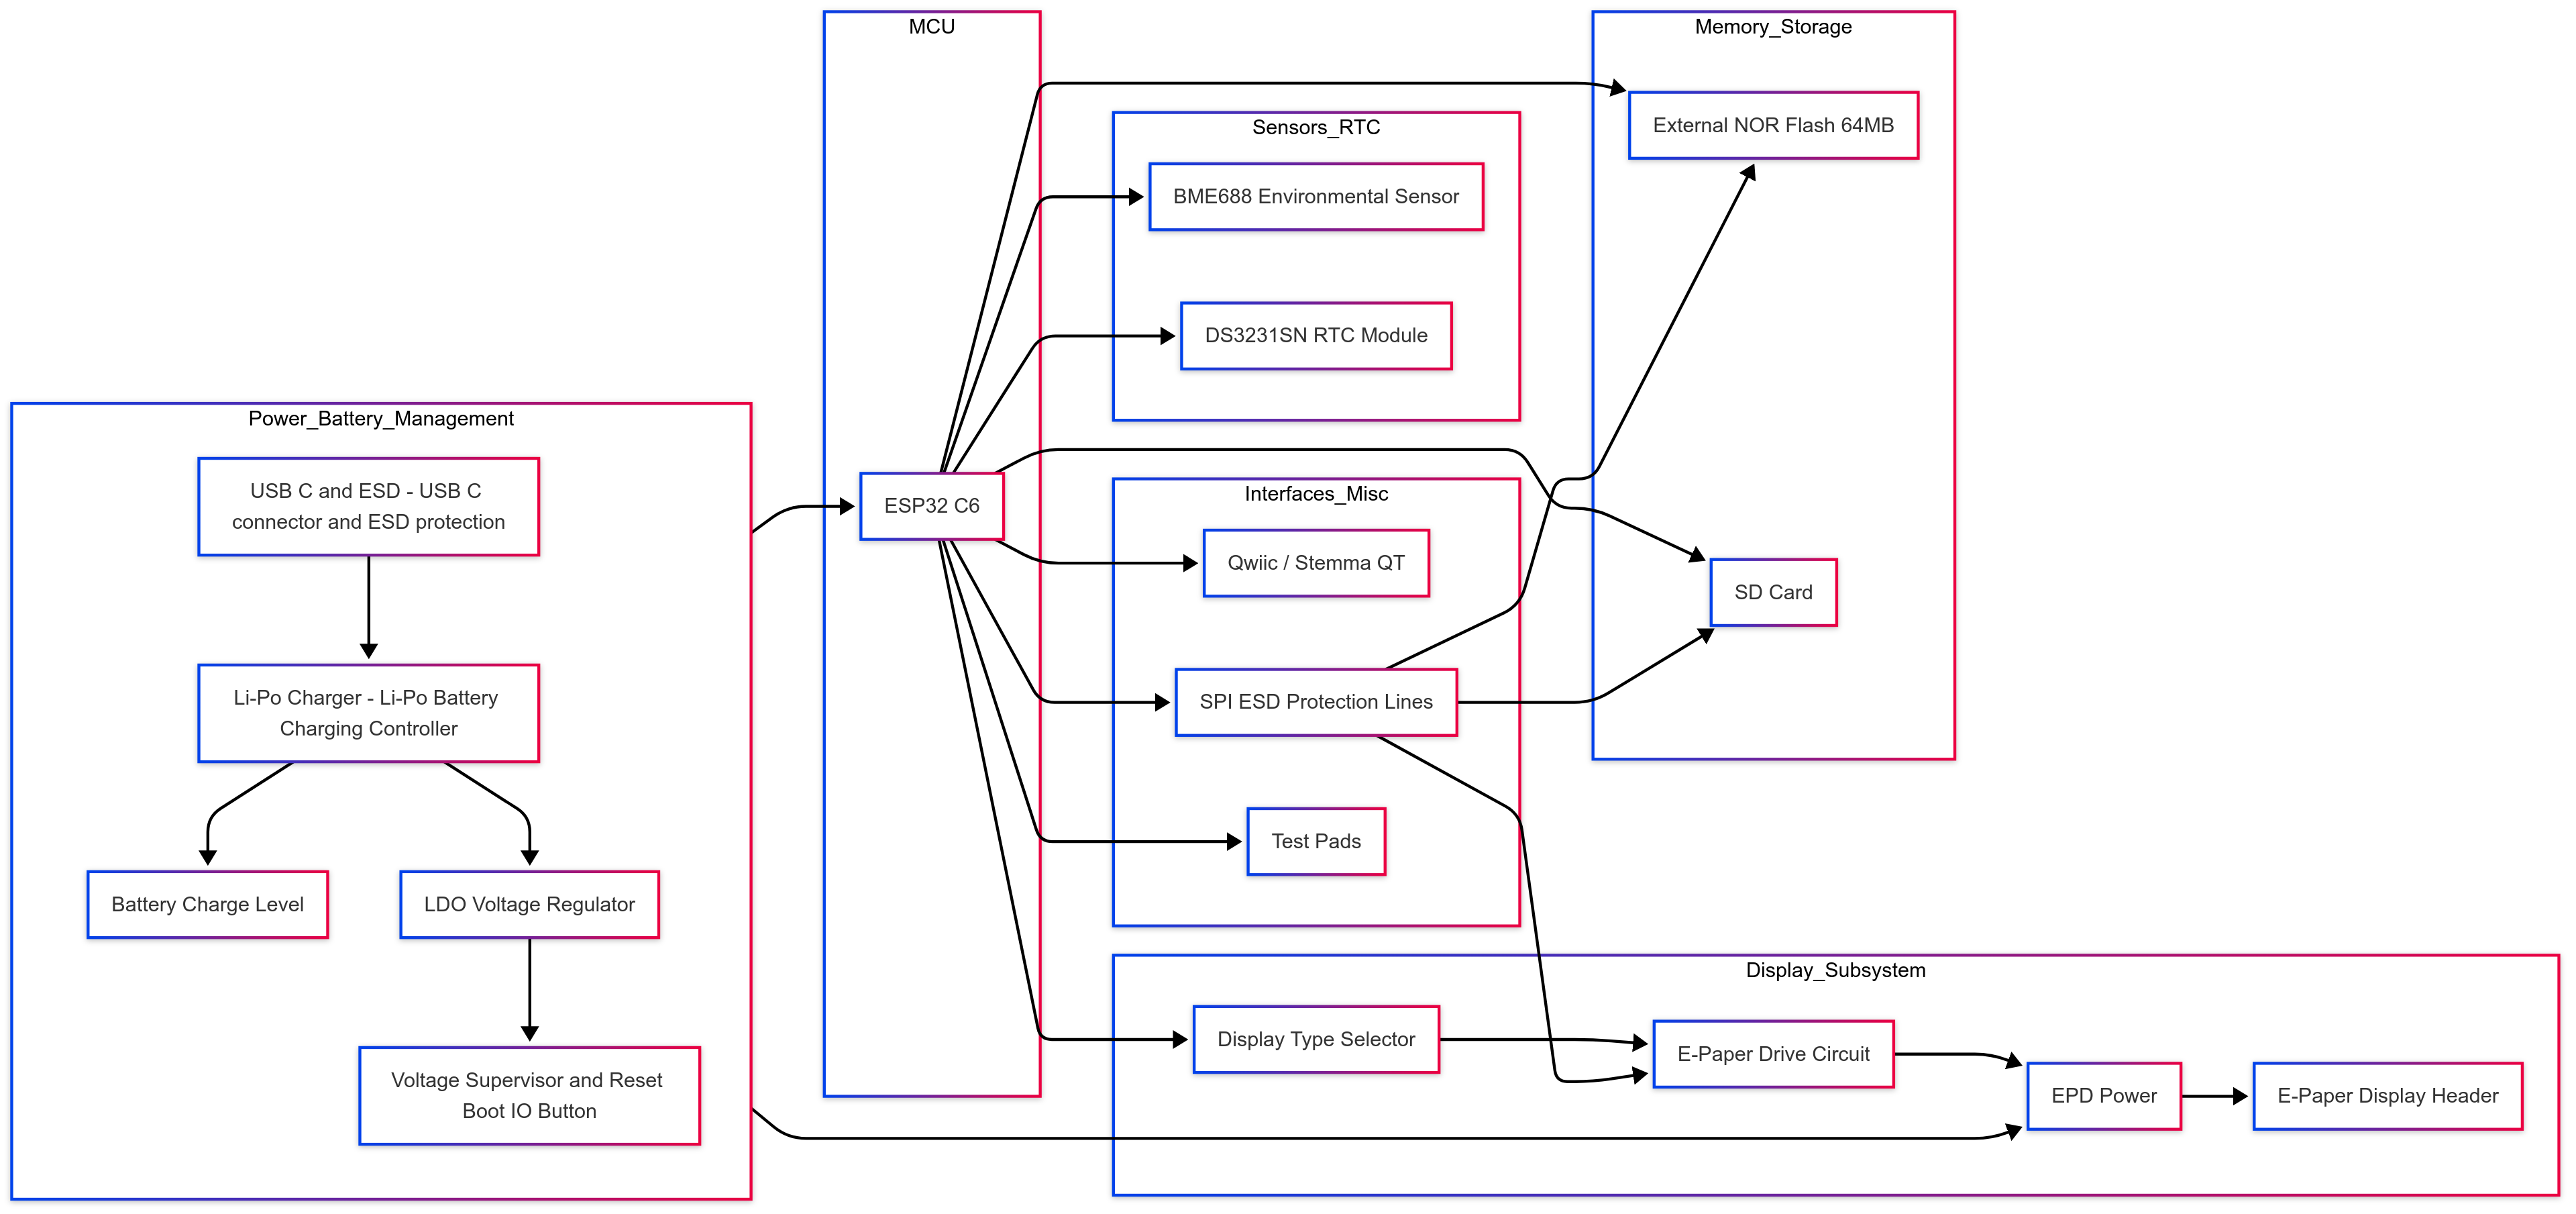 MCU
ESP32 C6
Memory_Storage
External NOR Flash 64MB
SD Card
Sensors_RTC
BME688 Environmental Sensor
DS3231SN RTC Module
Power_Battery_Management
USB C and ESD - USB C
connector and ESD protection
Li-Po Charger - Li-Po Battery
Charging Controller
Battery Charge Level
LDO Voltage Regulator
Voltage Supervisor and Reset
Boot IO Button
Interfaces_Misc
Qwiic / Stemma QT
SPI ESD Protection Lines
Test Pads
Display_Subsystem
Display Type Selector
E-Paper Drive Circuit
EPD Power
E-Paper Display Header